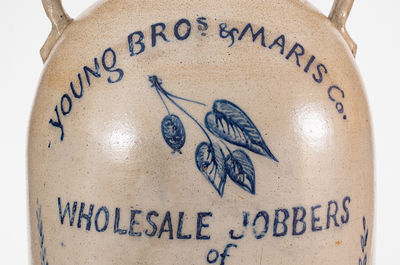 YOUNG BROS & MARIS CO.
WHOLESALE JOBBERS
of